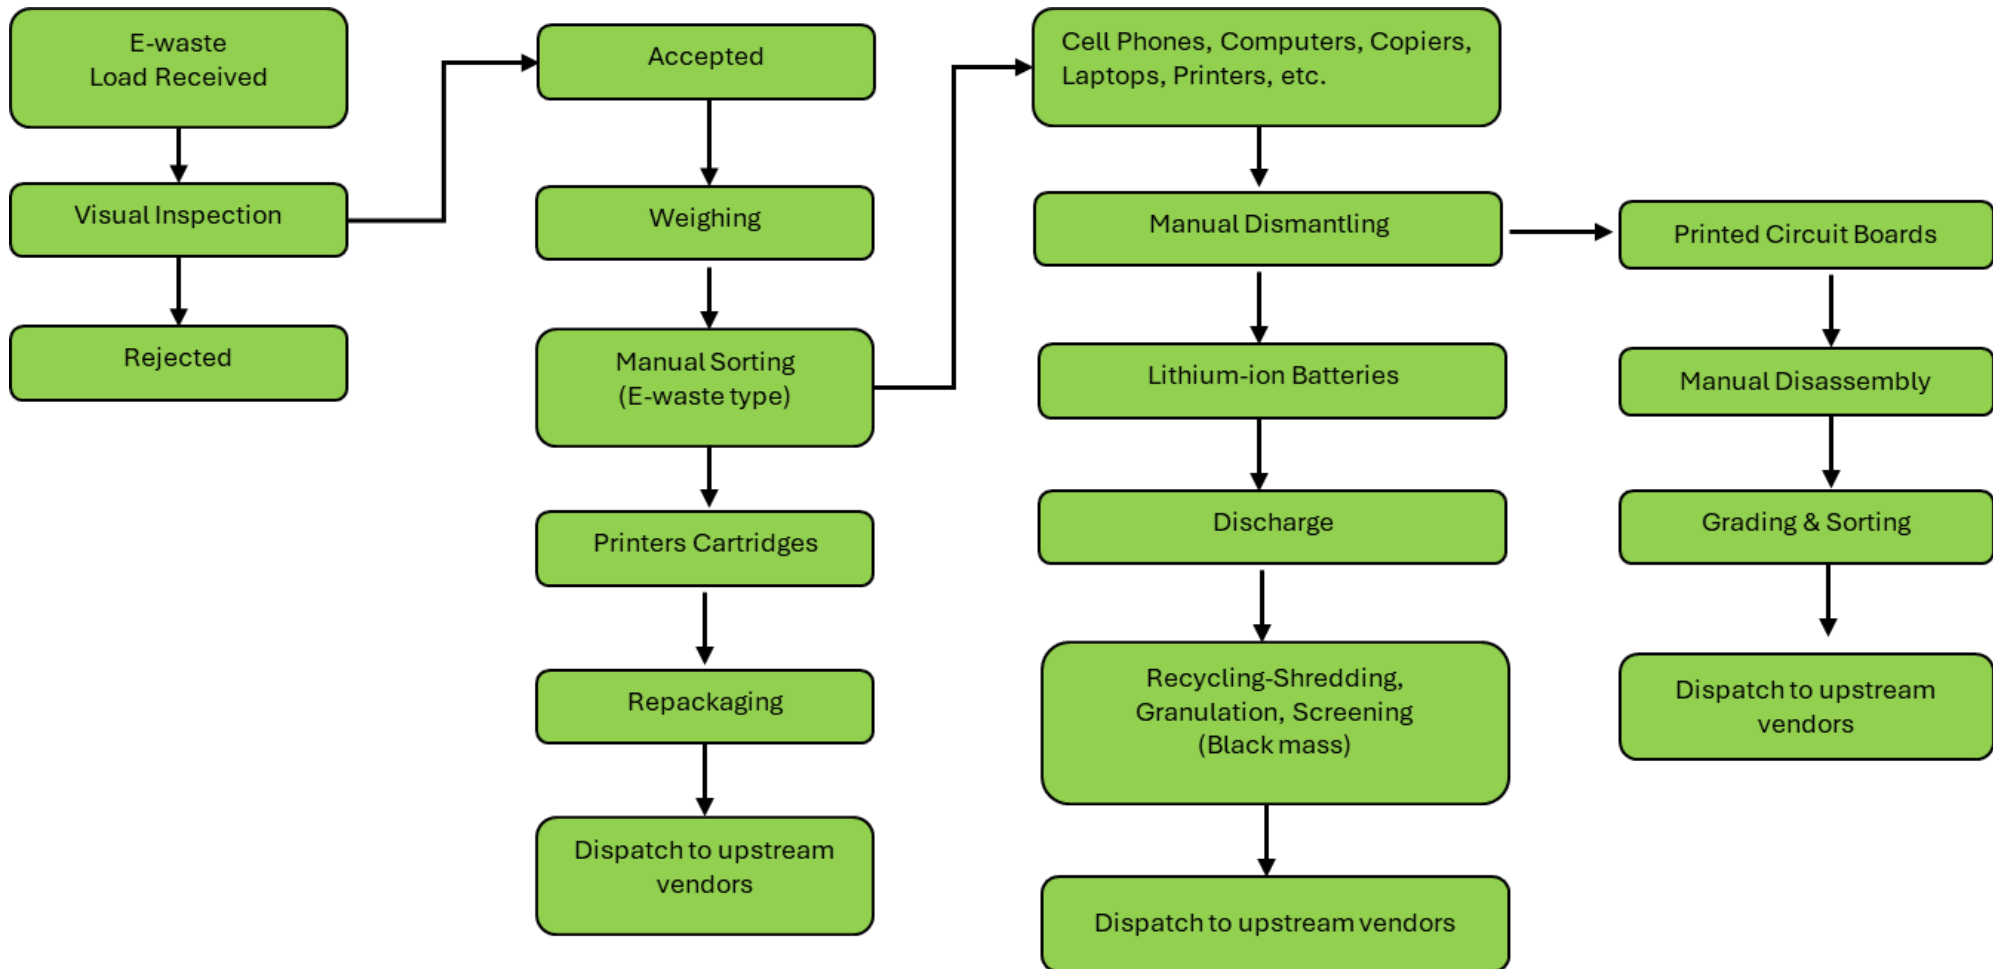 E-waste
Load Received
Visual Inspection
Rejected
Accepted
Weighing
Manual Sorting
(E-waste type)
Printers Cartridges
Repackaging
Dispatch to upstream
vendors
Cell Phones, Computers, Copiers,
Laptops, Printers, etc.
Manual Dismantling
Lithium-ion Batteries
Discharge
Recycling-Shredding,
Granulation, Screening
(Black mass)
Dispatch to upstream vendors
Printed Circuit Boards
Manual Disassembly
Grading & Sorting
Dispatch to upstream
vendors